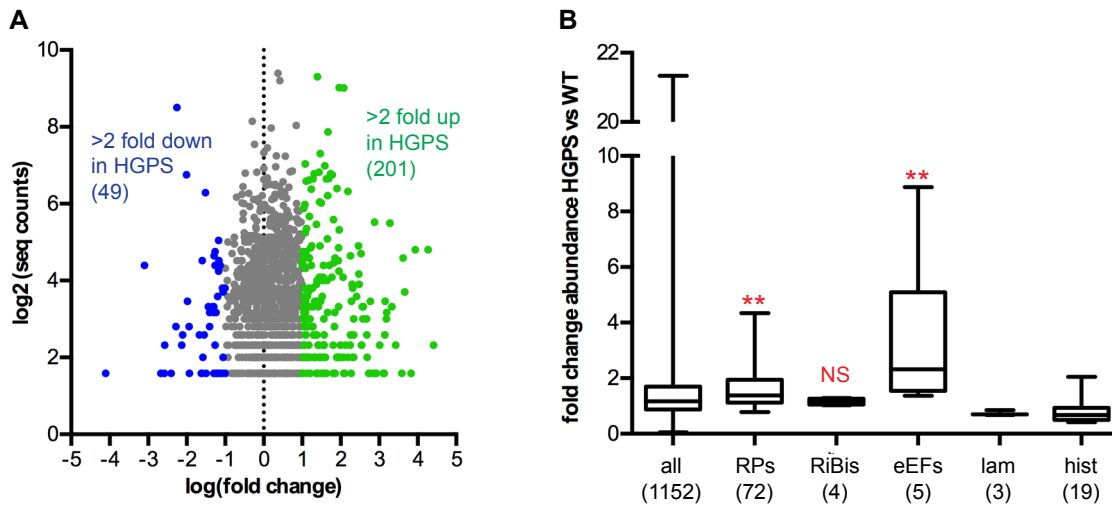 A
10
8
6
4
2
0
-5 -4 -3 -2 -1 0 1 2 3 4 5
log2 (seq counts)
log(fold change)
>2 fold down
in HGPS
(49)
>2 fold up
in HGPS
(201)
B
22
20
10
8
6
4
2
0
fold change abundance HGPS vs WT
**
NS
**
all RPs RiBis eEFs lam hist
(1152) (72) (4) (5) (3) (19)